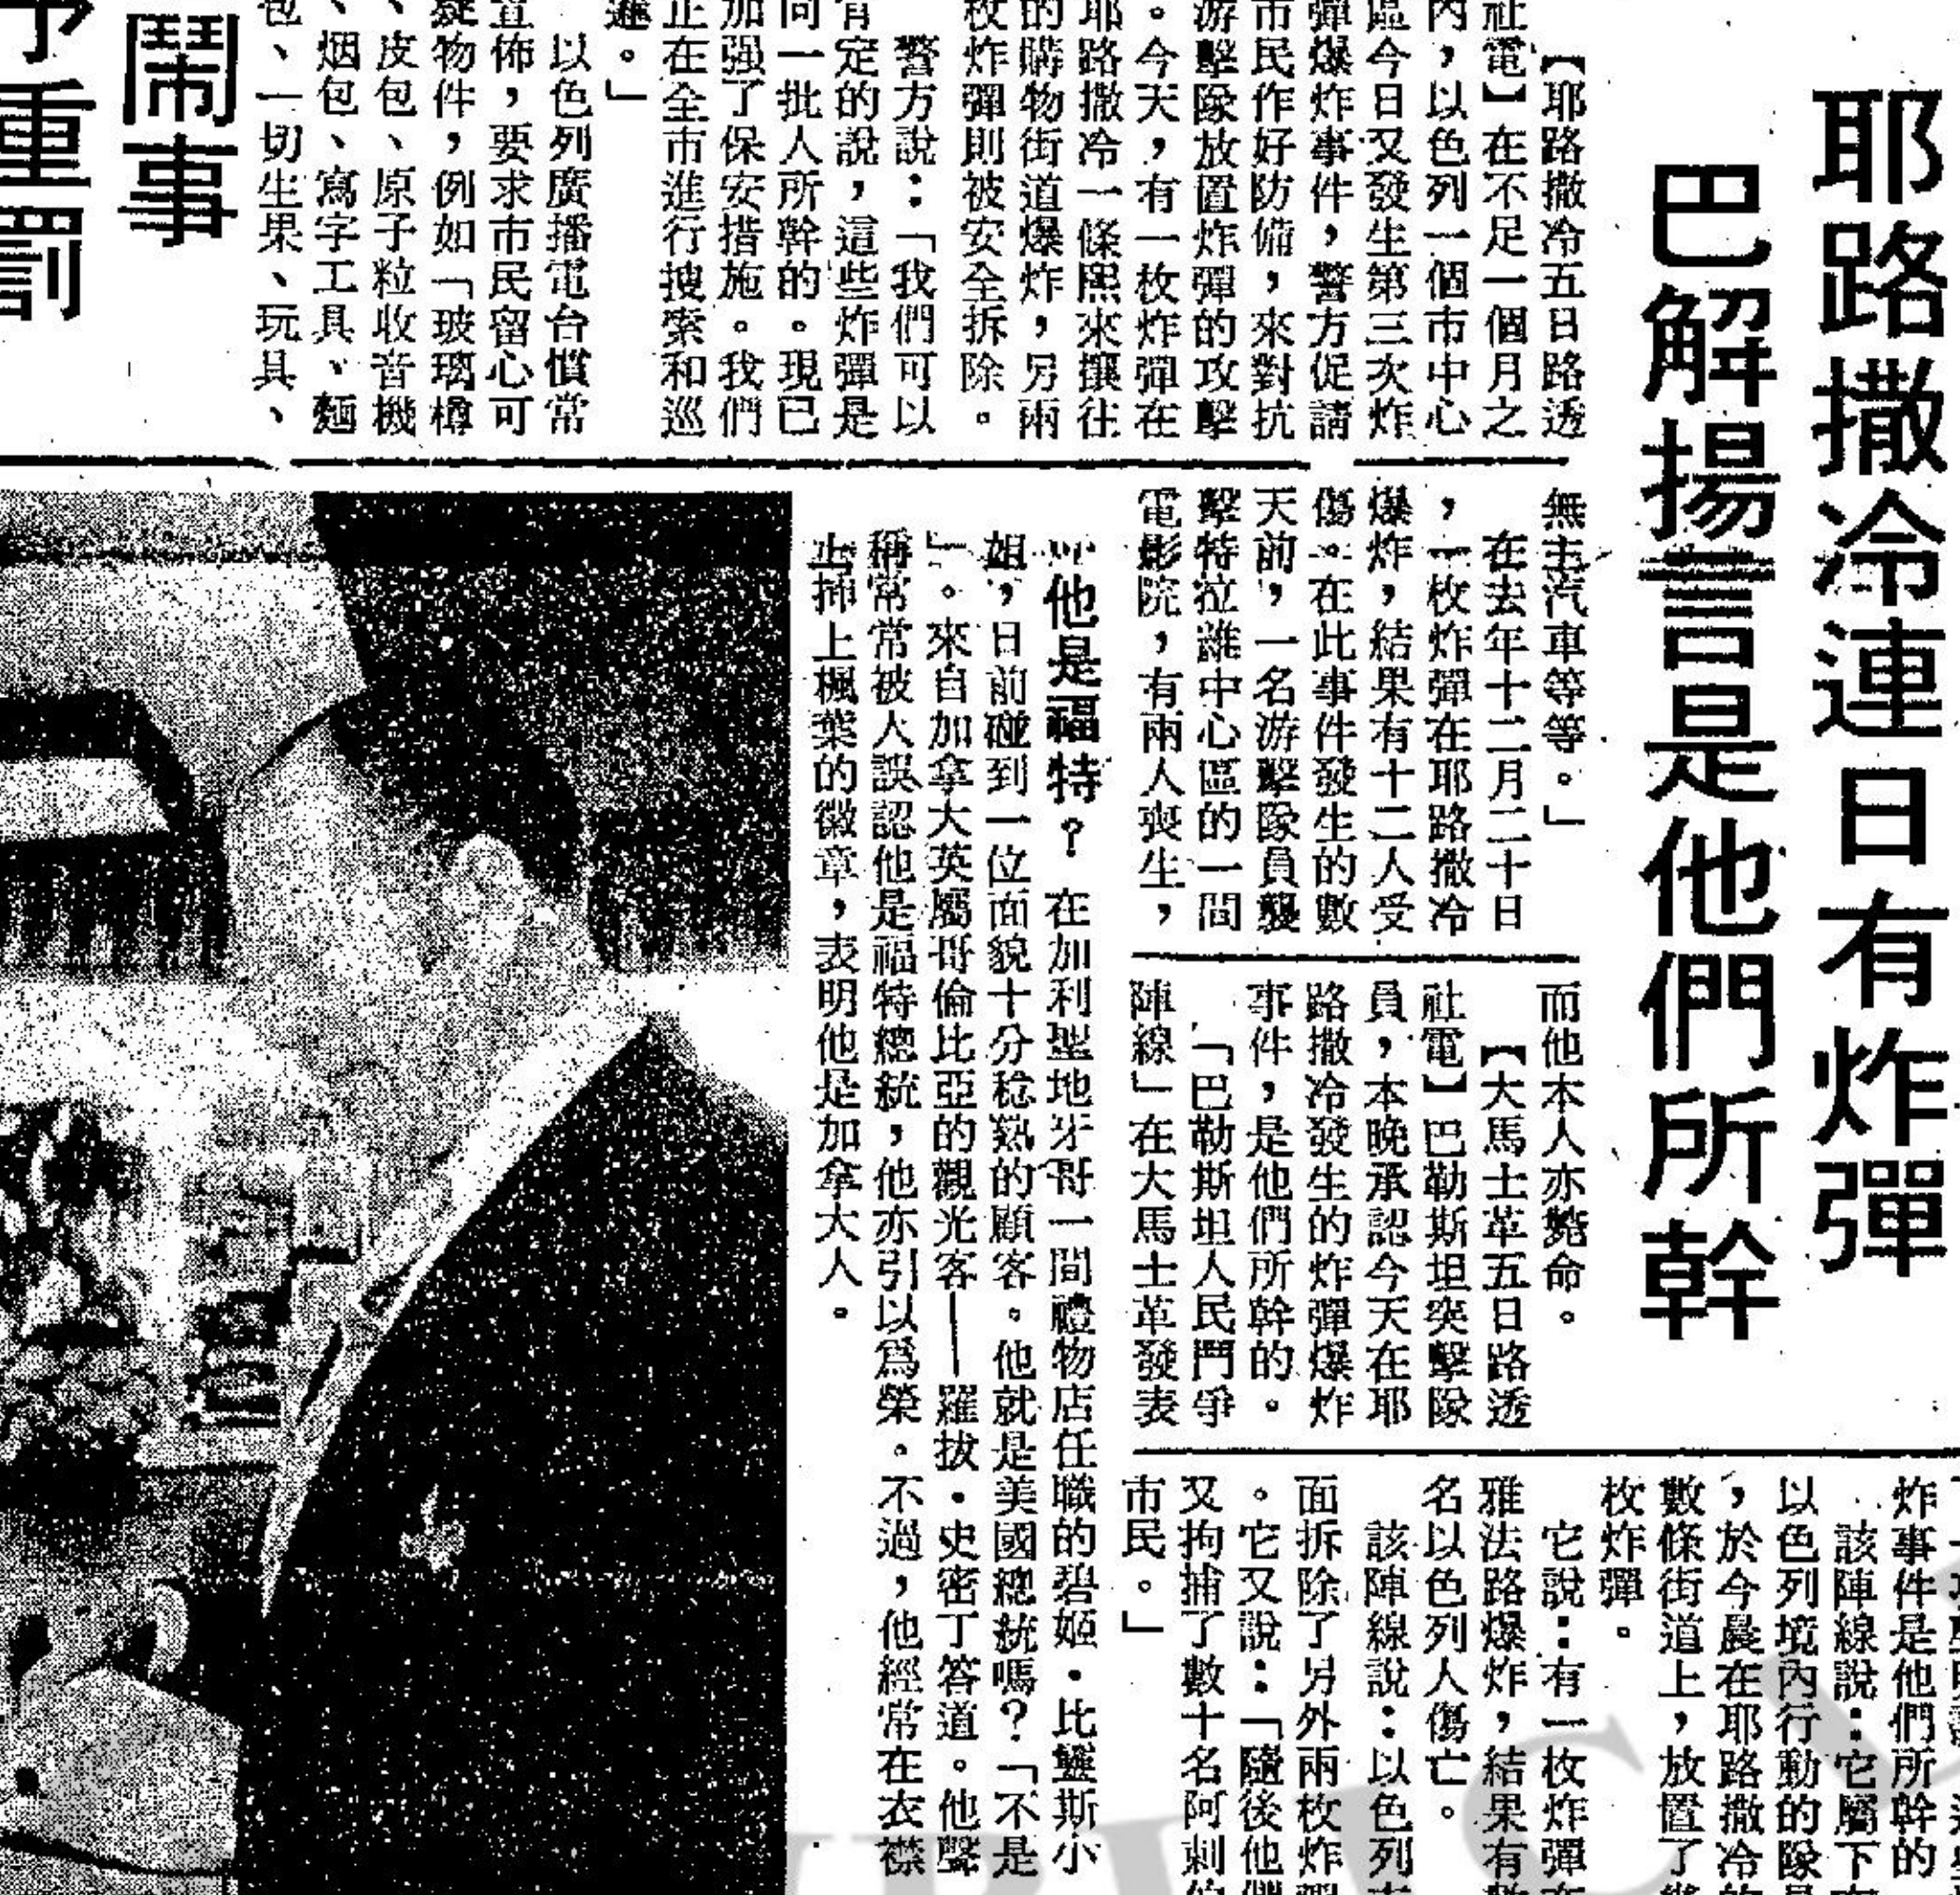 耶路撒冷連日有炸彈
巴解揚言是他們所幹
【耶路撒冷五日路透
社電】在不足一個月之
內，以色列一個市中心
區今日又發生第三次炸
彈爆炸事件，警方促請
市民作好防備，來對抗
游擊隊放置炸彈的攻擊
。今天，有一枚炸彈在
耶路撒冷一條熙來攘往
的購物街道爆炸，另兩
枚炸彈則被安全拆除。
警方說：「我們可以
肯定的說，這些炸彈是
同一批人所幹的。現已
加强了保安措施。我們
正在全市進行搜索和巡
邏。」
以色列廣播電台慣常
宣佈，要求市民留心可
疑物件，例如「玻璃樽
、皮包、原子粒收音機
、烟包、寫字工具、麵
包、一切生果、玩具、
無主汽車等等。」
在去年十二月二十日
，一枚炸彈在耶路撒冷
爆炸，結果有十二人受
傷。在此事件發生的數
天前，一名游擊隊員襲
擊特拉維中心區的一間
電影院，有兩人喪生，
而他本人亦斃命。
【大馬士革五日路透
社電】巴勒斯坦突擊隊
員，本晚承認今天在耶
路撒冷發生的炸彈爆炸
事件，是他們所幹的。
「巴勒斯坦人民鬥爭
陣線」在大馬士革發表
炸事件是他們所幹的
該陣線說：它屬下
以色列境內行動的隊
，於今晨在耶路撒冷
數條街道上，放置了
枚炸彈。
它說：有一枚炸彈
雅法路爆炸，結果有
名以色列人傷亡。
該陣線說：以色列
面拆除了另外兩枚炸
。它又說：「隨後他
又拘捕了數十名阿剌
市民。」
他是福特？在加利聖地牙哥一間禮物店任職的碧姬・比璧斯小
姐，日前碰到一位面貌十分稔熟的顧客。他就是美國總統嗎？「不是
」。來自加拿大英屬哥倫比亞的觀光客——羅拔・史密丁答道。他聲
稱常常被人誤認他是福特總統，他亦引以爲榮。不過，他經常在衣襟
上揷上楓葉的徽章，表明他是加拿大人。
鬧事
予重罰